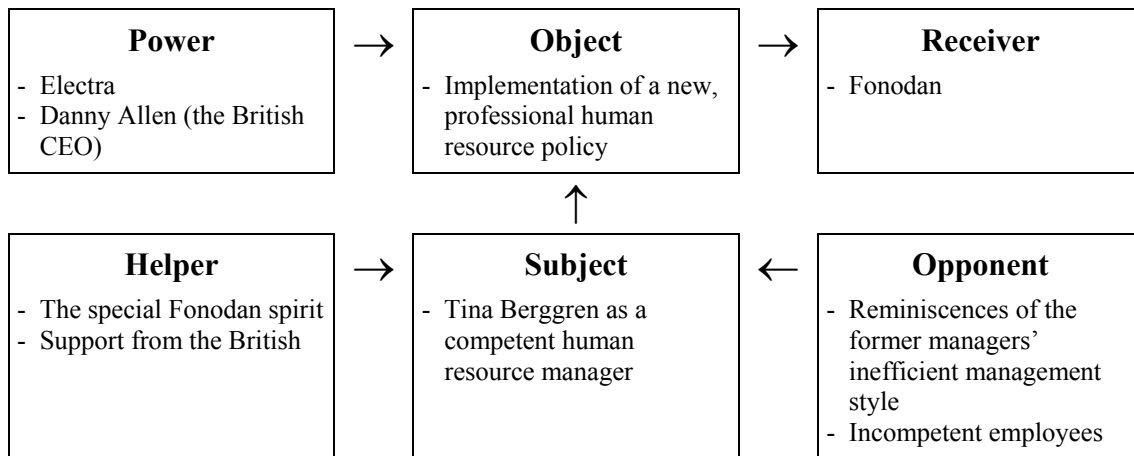 Power
- Electra
- Danny Allen (the British
CEO)
→
Object
- Implementation of a new,
professional human
resource policy
→
Receiver
- Fonodan
↑
Helper
- The special Fonodan spirit
- Support from the British
→
Subject
- Tina Berggren as a
competent human
resource manager
←
Opponent
- Reminiscences of the
former managers’
inefficient management
style
- Incompetent employees